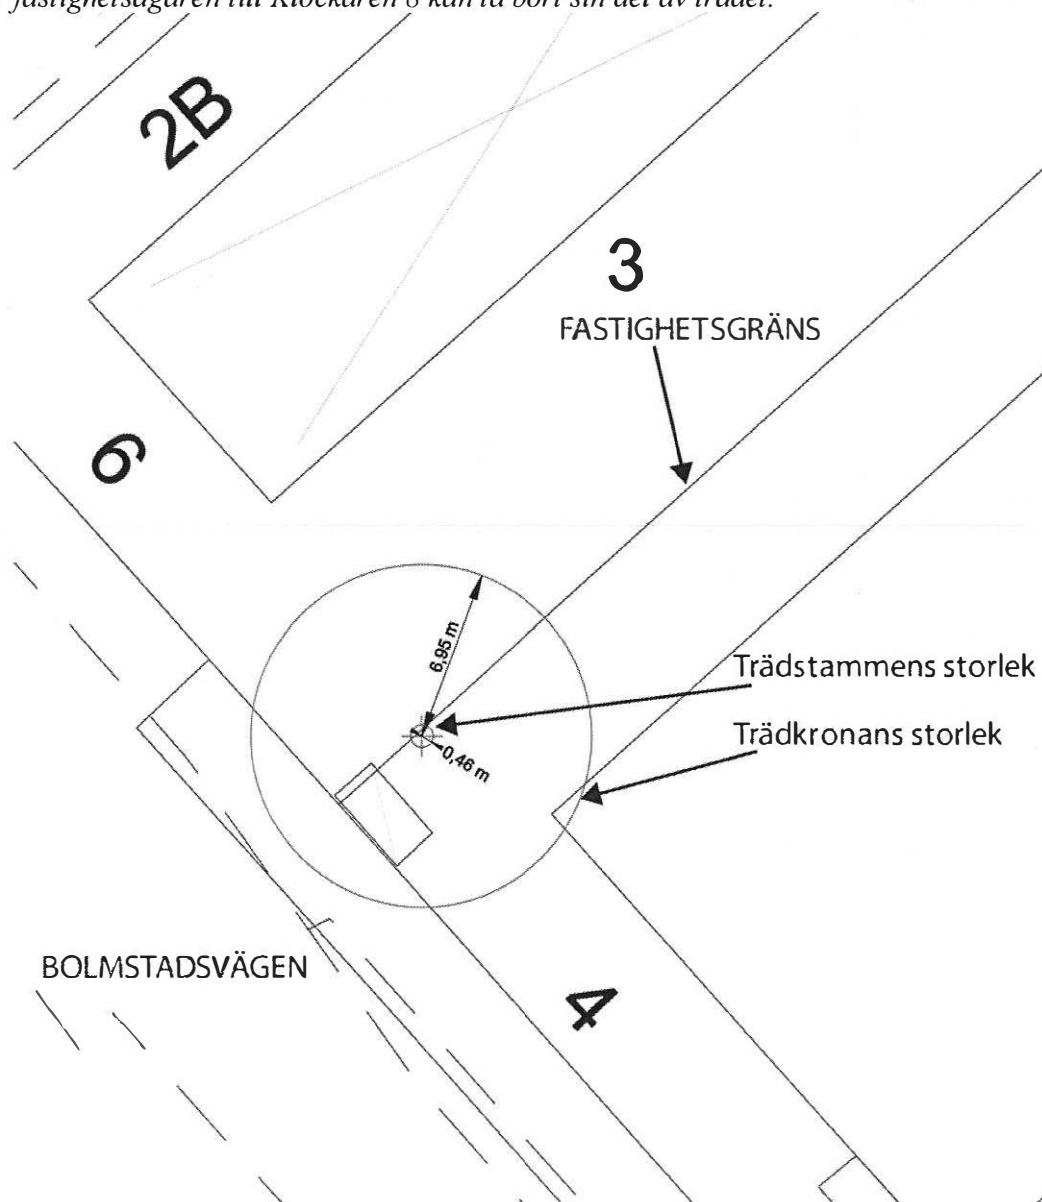 fastighetsägaren till Klockaren 8 kan ta bort sin del av trädet.
2B
3
FASTIGHETSGRÄNS
6
6,95 m
Trädstammens storlek
Trädkronans storlek
0,46 m
BOLMSTADSVÄGEN
4